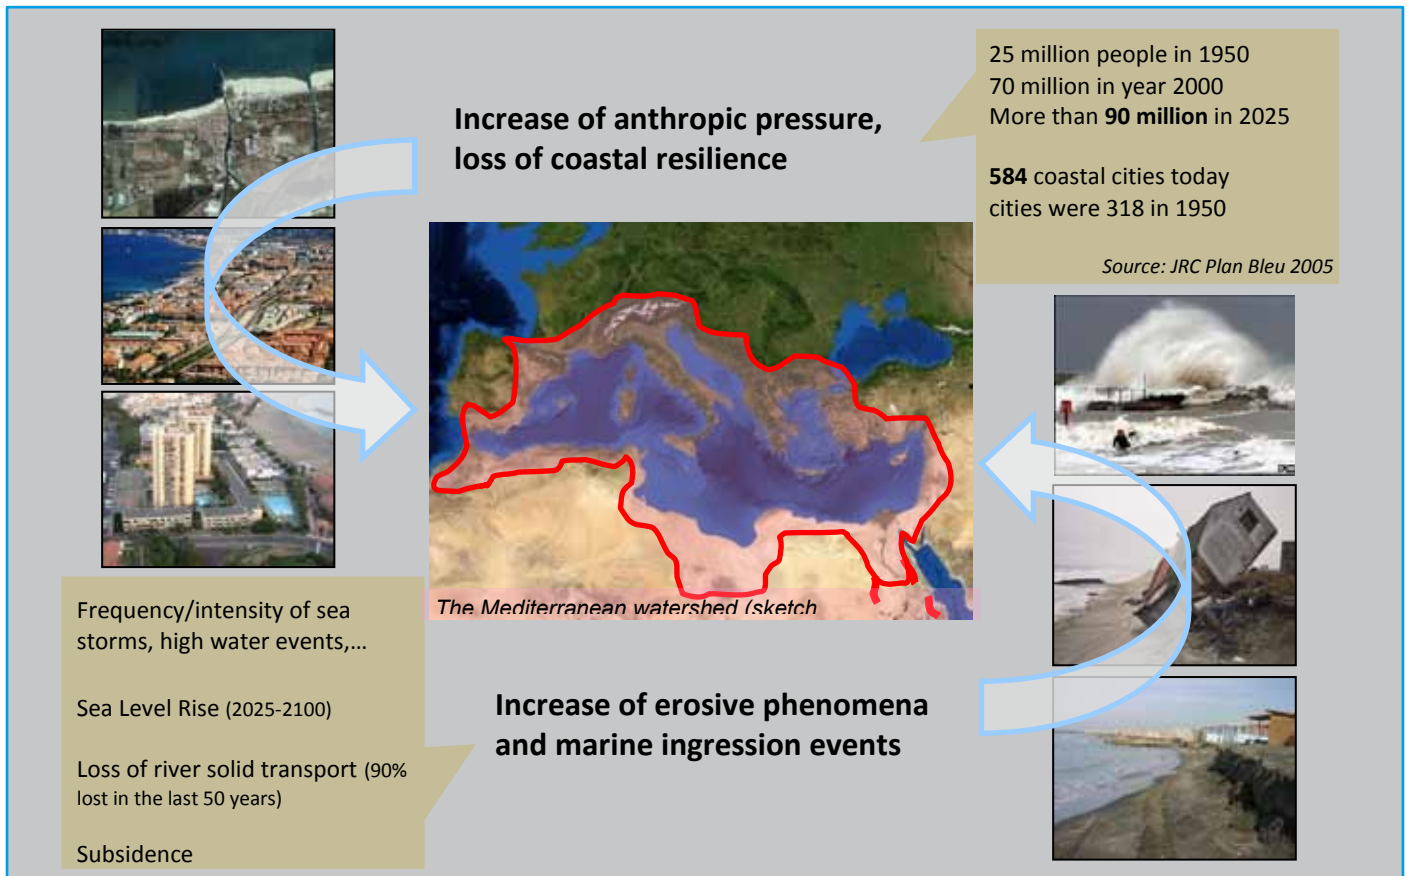 25 million people in 1950
70 million in year 2000
More than 90 million in 2025
584 coastal cities today
cities were 318 in 1950
Source: JRC Plan Bleu 2005
Increase of anthropic pressure,
loss of coastal resilience
The Mediterranean watershed (sketch
Frequency/intensity of sea
storms, high water events,…
Sea Level Rise (2025-2100)
Loss of river solid transport (90%
lost in the last 50 years)
Subsidence
Increase of erosive phenomena
and marine ingression events